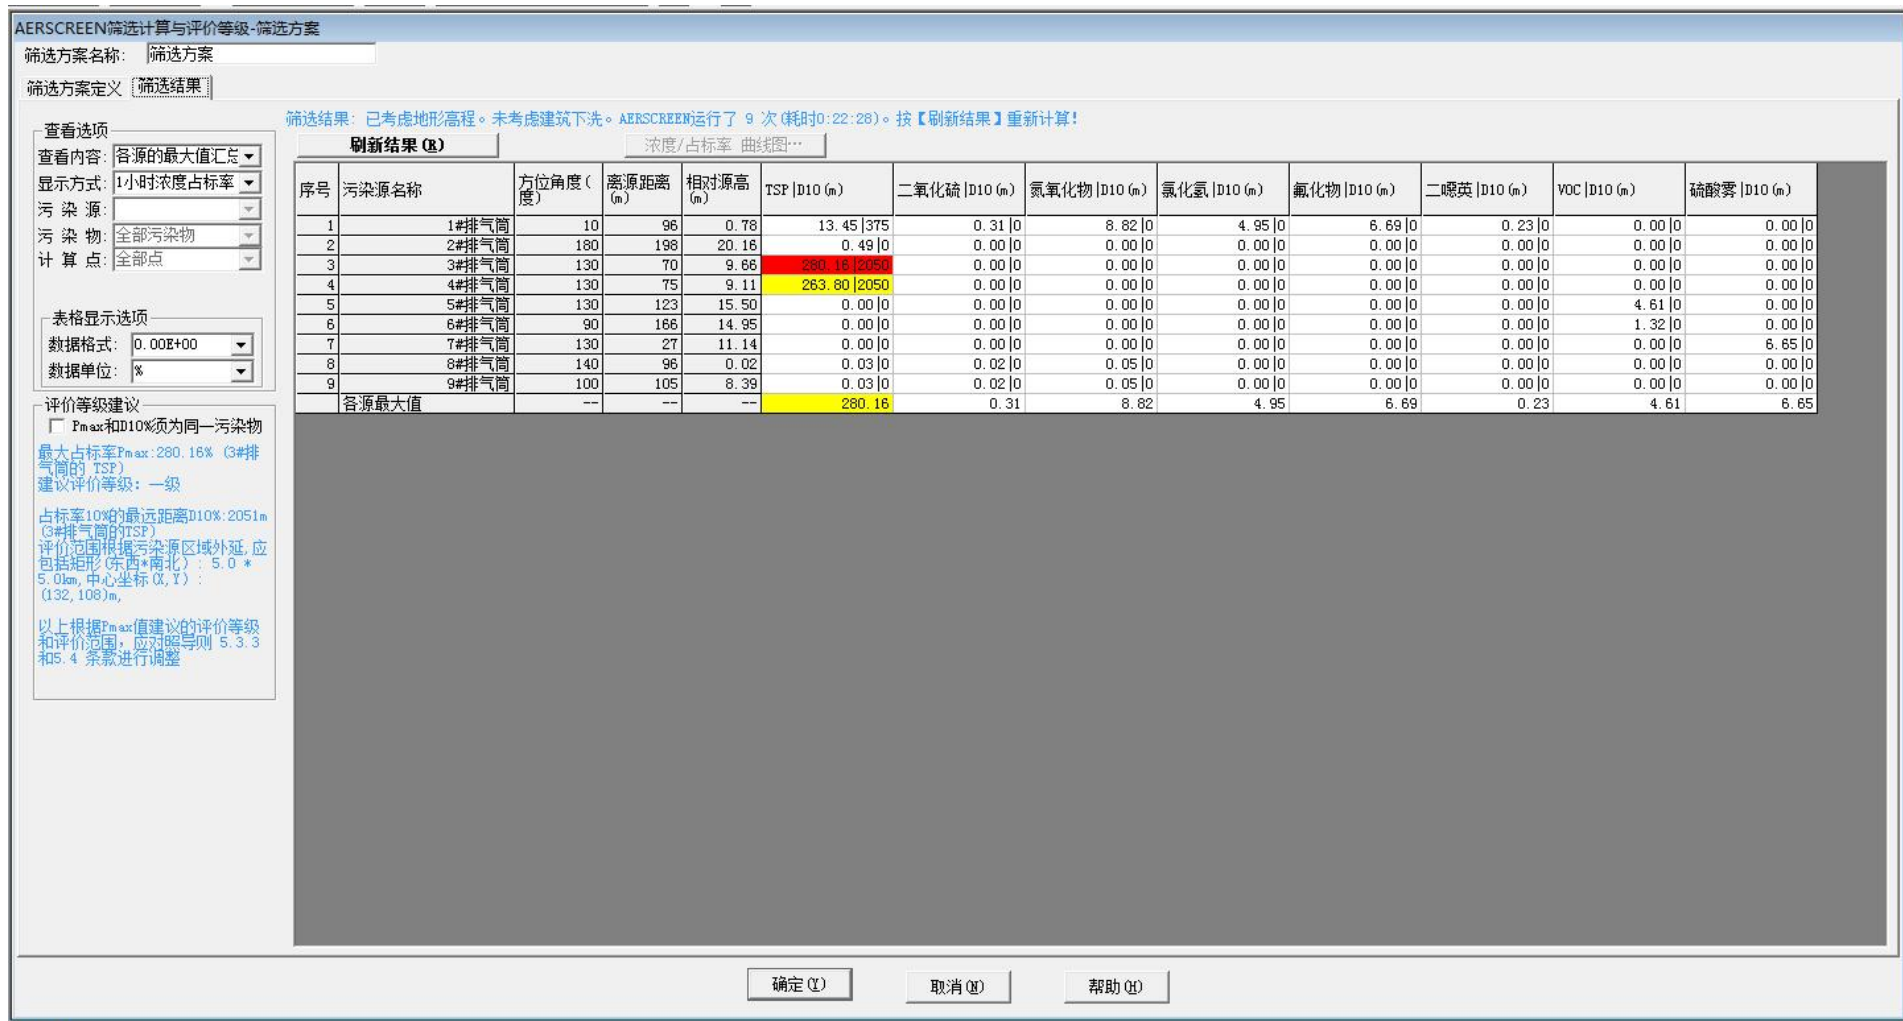 AERSCREEN筛选计算与评价等级-筛选方案
筛选方案名称: 筛选方案
筛选方案定义 筛选结果
筛选结果: 已考虑地形高程。未考虑建筑下洗。AERSCREEN运行了 9 次(耗时0:22:28)。按【刷新结果】重新计算!
刷新结果(R) 浓度/占标率 曲线图…
查看选项
查看内容: 各源的最大值汇总
显示方式: 1小时浓度占标率
污 染 源:
污 染 物: 全部污染物
计 算 点: 全部点
表格显示选项
数据格式: 0.00E+00
数据单位: %
评价等级建议
Pmax和D10%须为同一污染物
最大占标率Pmax:280.16% (3#排
气筒的 TSP)
建议评价等级: 一级
占标率10%的最远距离D10%:2051m
(3#排气筒的TSP)
评价范围根据污染源区域外延,应
包括矩形(东西*南北): 5.0 *
5.0km,中心坐标(X,Y):
(132,108)m,
以上根据Pmax值建议的评价等级
和评价范围,应对照导则 5.3.3
和5.4 条款进行调整
序号 污染源名称 方位角度(度) 离源距离(m) 相对源高(m) TSP|D10(m) 二氧化硫|D10(m) 氮氧化物|D10(m) 氯化氢|D10(m) 氟化物|D10(m) 二噁英|D10(m) VOC|D10(m) 硫酸雾|D10(m)
1 1#排气筒 10 96 0.78 13.45|375 0.31|0 8.82|0 4.95|0 6.69|0 0.23|0 0.00|0 0.00|0
2 2#排气筒 180 198 20.16 0.49|0 0.00|0 0.00|0 0.00|0 0.00|0 0.00|0 0.00|0 0.00|0
3 3#排气筒 130 70 9.66 280.16|2050 0.00|0 0.00|0 0.00|0 0.00|0 0.00|0 0.00|0 0.00|0
4 4#排气筒 130 75 9.11 263.80|2050 0.00|0 0.00|0 0.00|0 0.00|0 0.00|0 0.00|0 0.00|0
5 5#排气筒 130 123 15.50 0.00|0 0.00|0 0.00|0 0.00|0 0.00|0 0.00|0 4.61|0 0.00|0
6 6#排气筒 90 166 14.95 0.00|0 0.00|0 0.00|0 0.00|0 0.00|0 0.00|0 1.32|0 0.00|0
7 7#排气筒 130 27 11.14 0.00|0 0.00|0 0.00|0 0.00|0 0.00|0 0.00|0 0.00|0 6.65|0
8 8#排气筒 140 96 0.02 0.03|0 0.02|0 0.05|0 0.00|0 0.00|0 0.00|0 0.00|0 0.00|0
9 9#排气筒 100 105 8.39 0.03|0 0.02|0 0.05|0 0.00|0 0.00|0 0.00|0 0.00|0 0.00|0
各源最大值 -- -- -- 280.16 0.31 8.82 4.95 6.69 0.23 4.61 6.65
确定(Y) 取消(N) 帮助(H)